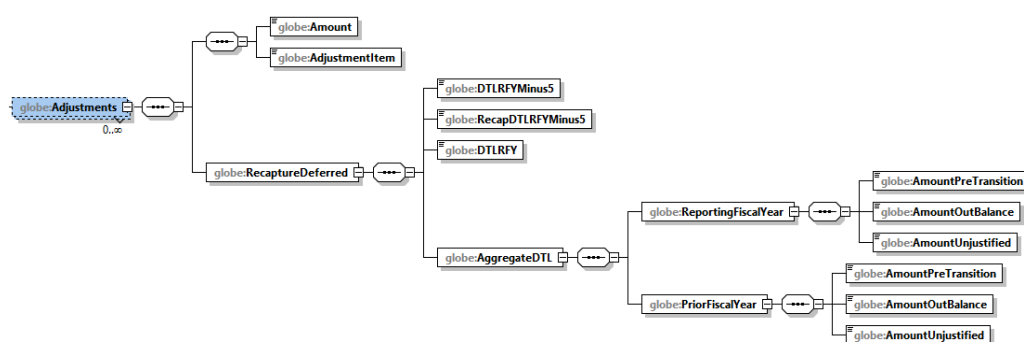 globe:Amount
globe:AdjustmentItem
globe:Adjustments
0..∞
globe:RecaptureDeferred
globe:DTLRFYMinus5
globe:RecapDTLRFYMinus5
globe:DTLRFY
globe:AggregateDTL
globe:ReportingFiscalYear
globe:AmountPreTransition
globe:AmountOutBalance
globe:AmountUnjustified
globe:PriorFiscalYear
globe:AmountPreTransition
globe:AmountOutBalance
globe:AmountUnjustified